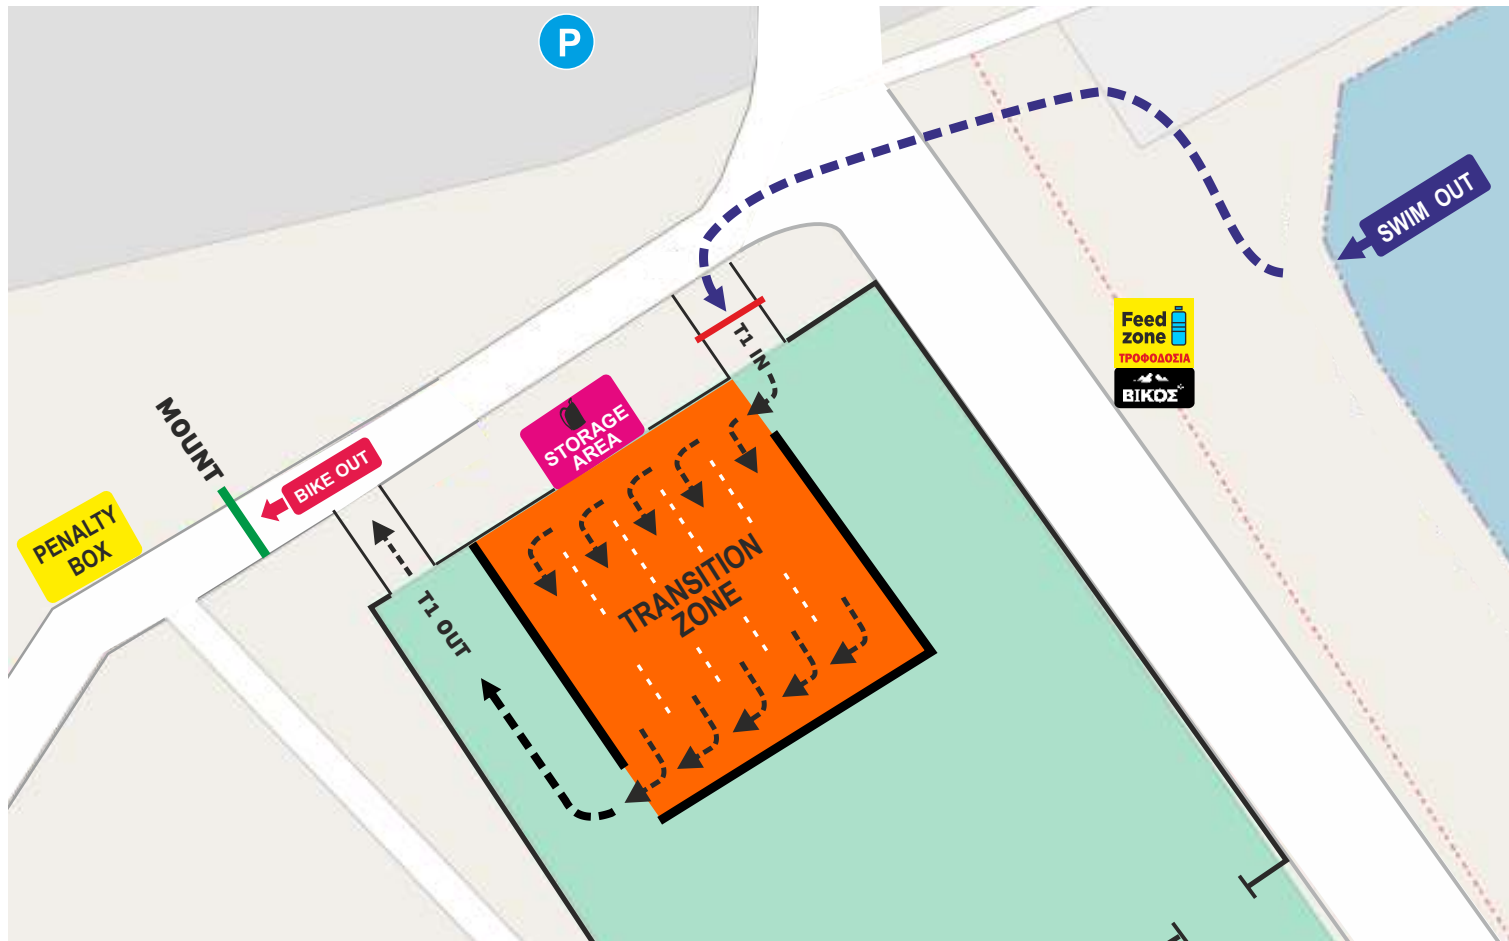 P
SWIM OUT
Feed
zone
ΤΡΟΦΟΔΟΣΙΑ
ΒΙΚΟΣ
T1 IN
STORAGE
AREA
MOUNT
BIKE OUT
PENALTY
BOX
TRANSITION
ZONE
T1 OUT